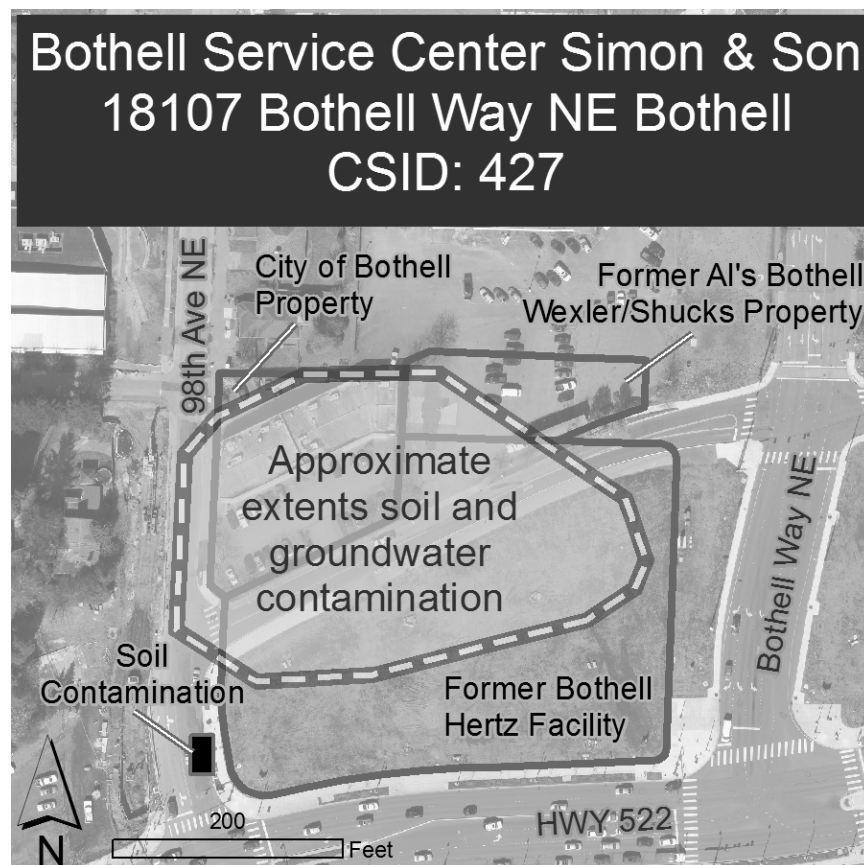 Bothell Service Center Simon & Son
18107 Bothell Way NE Bothell
CSID: 427
98th Ave NE
City of Bothell
Property
Former Al's Bothell
Wexler/Shucks Property
Approximate
extents soil and
groundwater
contamination
Bothell Way NE
Soil
Contamination
Former Bothell
Hertz Facility
N
200
Feet
HWY 522